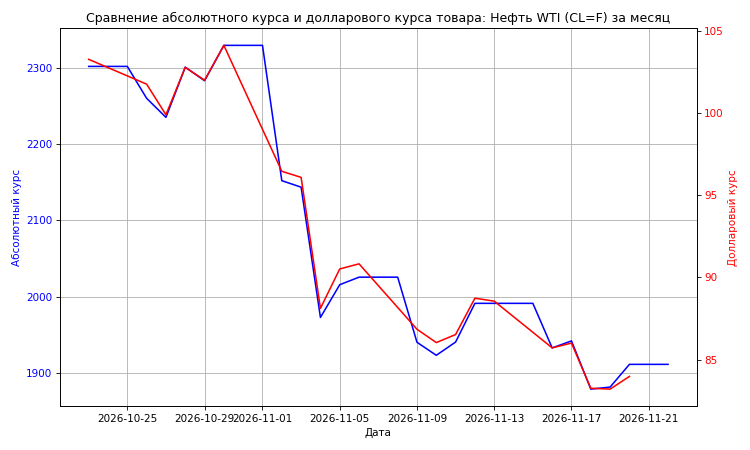 Сравнение абсолютного курса и долларового курса товара: Нефть WTI (CL=F) за месяц
Абсолютный курс
2300
2200
2100
2000
1900
105
100
95
90
85
Долларовый курс
2026-10-25 2026-10-29 2026-11-01 2026-11-05 2026-11-09 2026-11-13 2026-11-17 2026-11-21
Дата